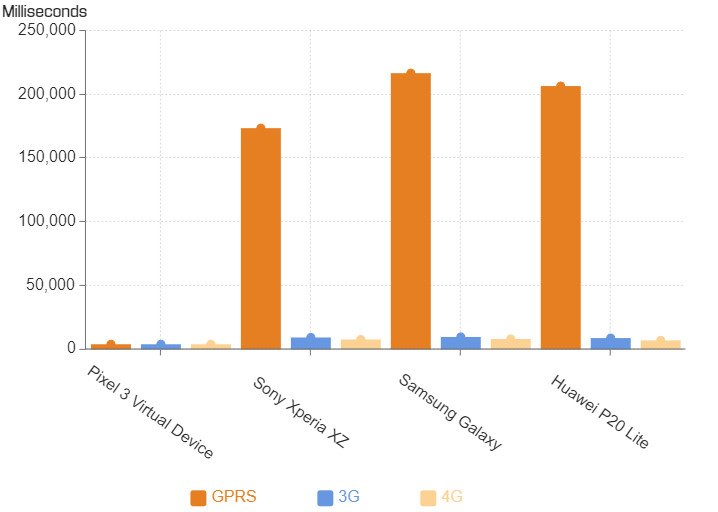 Milliseconds
250,000
200,000
150,000
100,000
50,000
0
Pixel 3 Virtual Device
Sony Xperia XZ
Samsung Galaxy
Huawei P20 Lite
GPRS 3G 4G